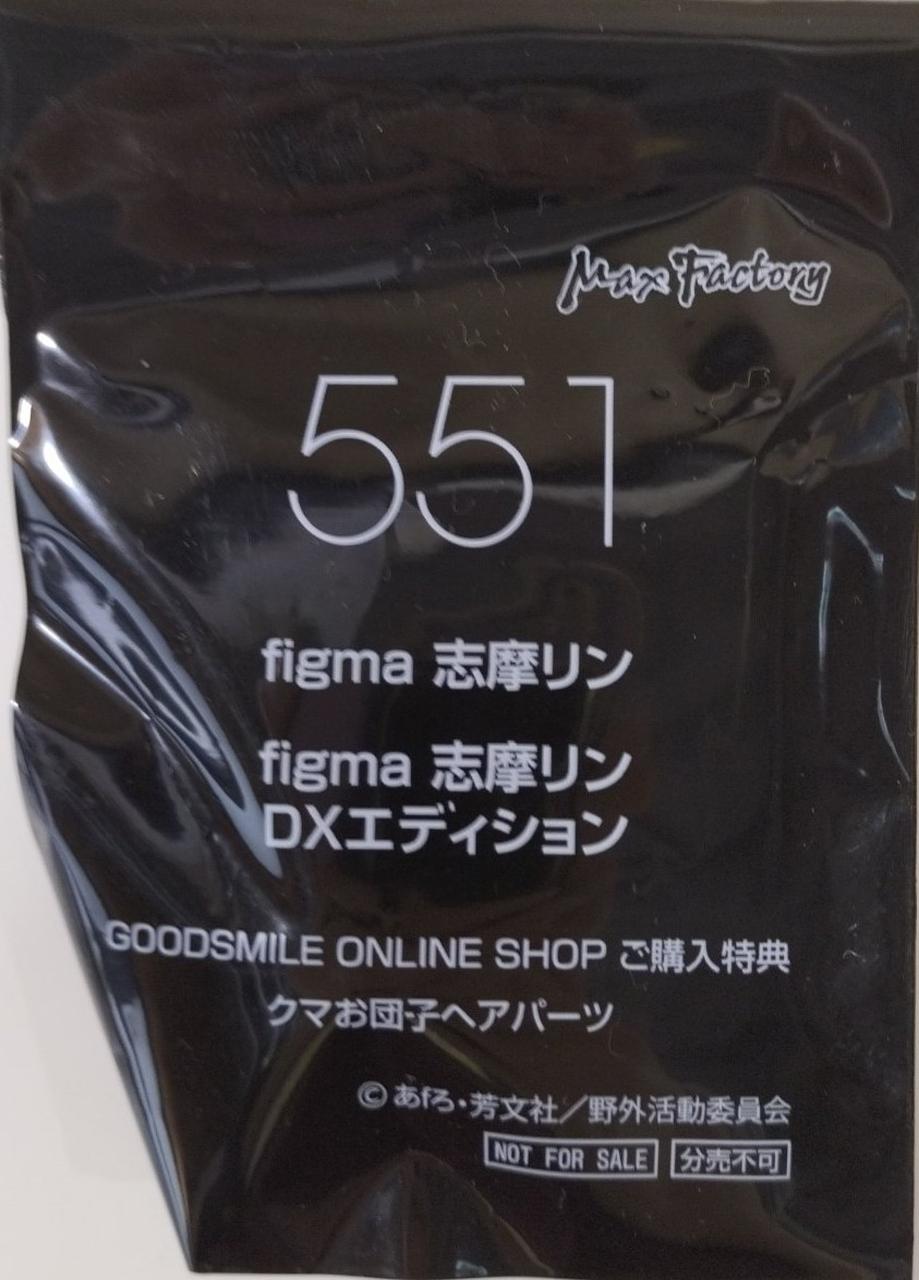 Max Factory
551
figma 志摩リン
figma 志摩リン
DXエディション
GOODSMILE ONLINE SHOP ご購入特典
クマお団子ヘアパーツ
© あfろ・芳文社／野外活動委員会
NOT FOR SALE 分売不可